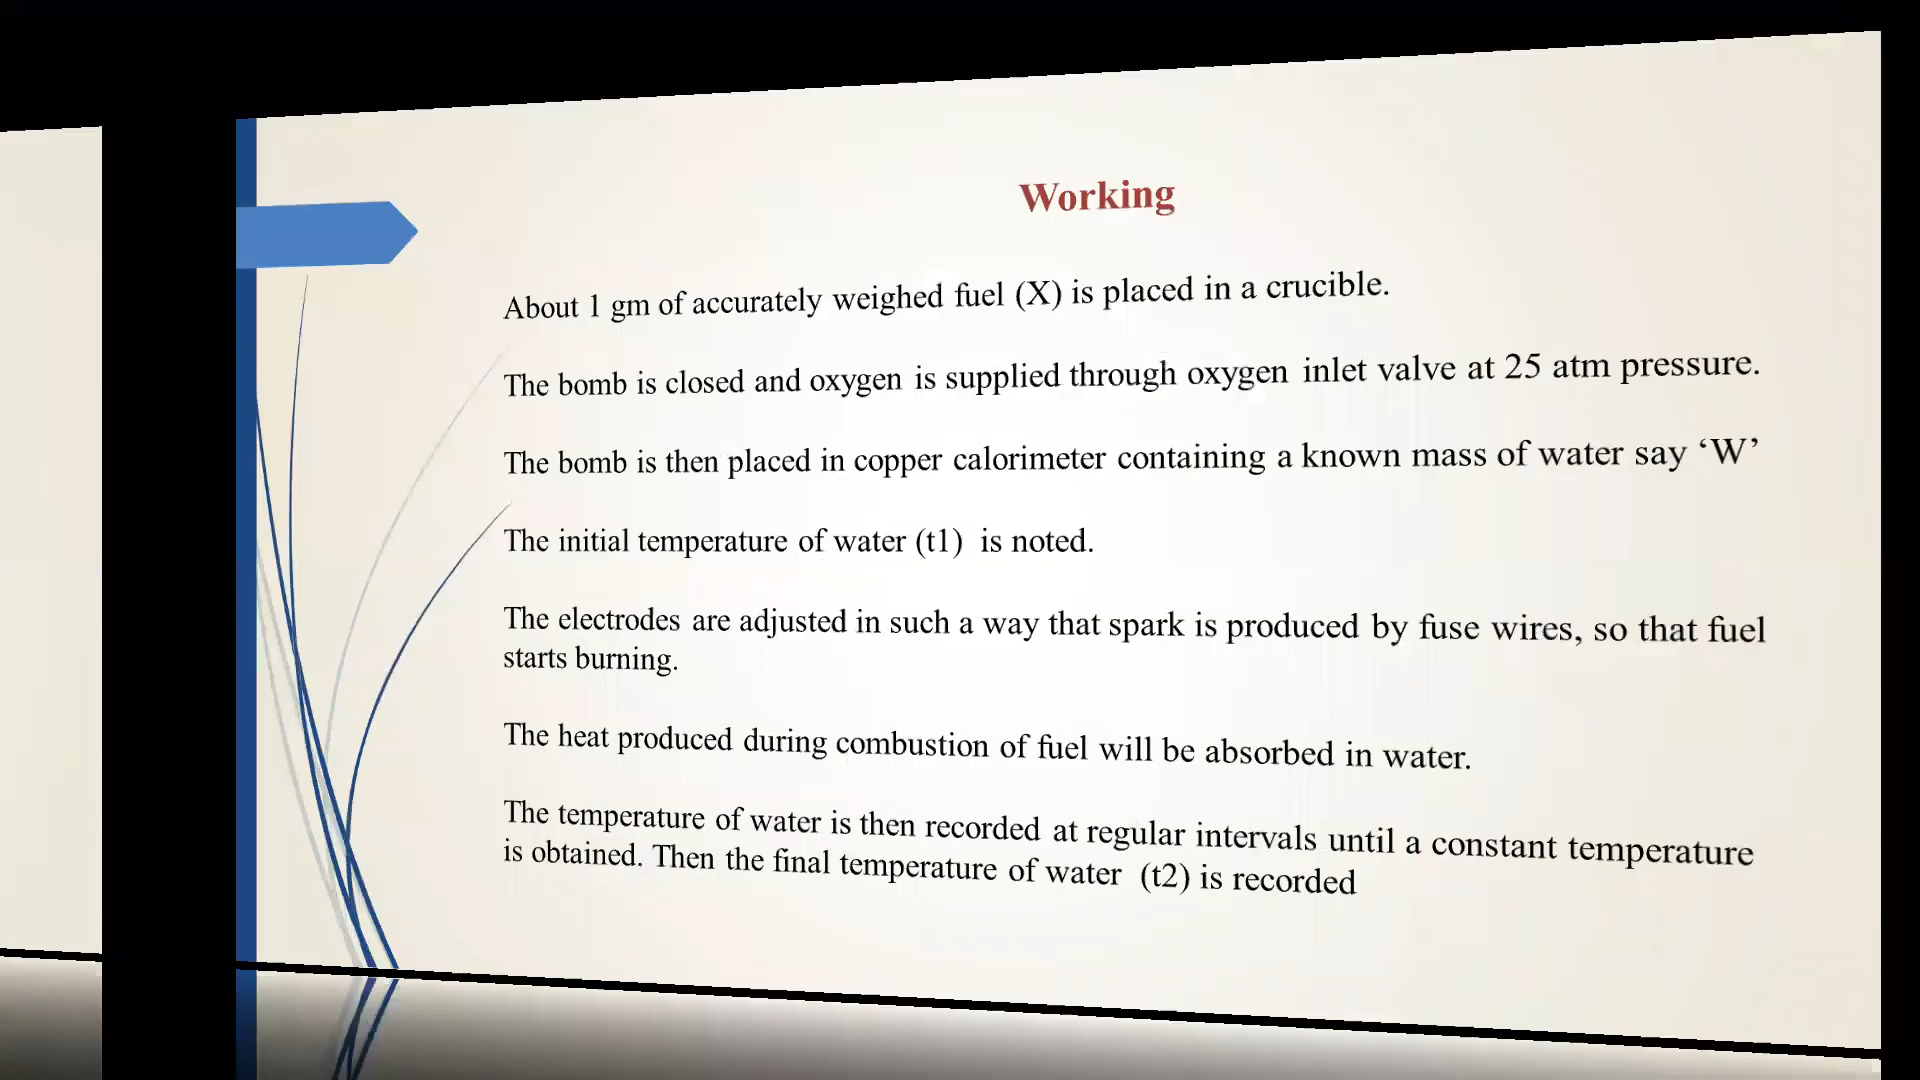 Working
About 1 gm of accurately weighed fuel (X) is placed in a crucible.
The bomb is closed and oxygen is supplied through oxygen inlet valve at 25 atm pressure.
The bomb is then placed in copper calorimeter containing a known mass of water say ‘W’
The initial temperature of water (t1) is noted.
The electrodes are adjusted in such a way that spark is produced by fuse wires, so that fuel
starts burning.
The heat produced during combustion of fuel will be absorbed in water.
The temperature of water is then recorded at regular intervals until a constant temperature
is obtained. Then the final temperature of water (t2) is recorded